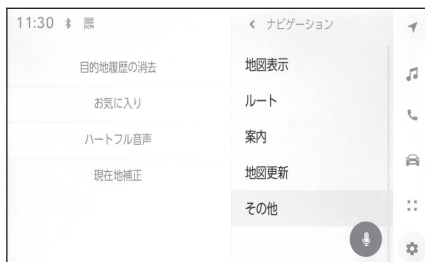 11:30
DCM
目的地履歴の消去
お気に入り
ハートフル音声
現在地補正
ナビゲーション
地図表示
ルート
案内
地図更新
その他